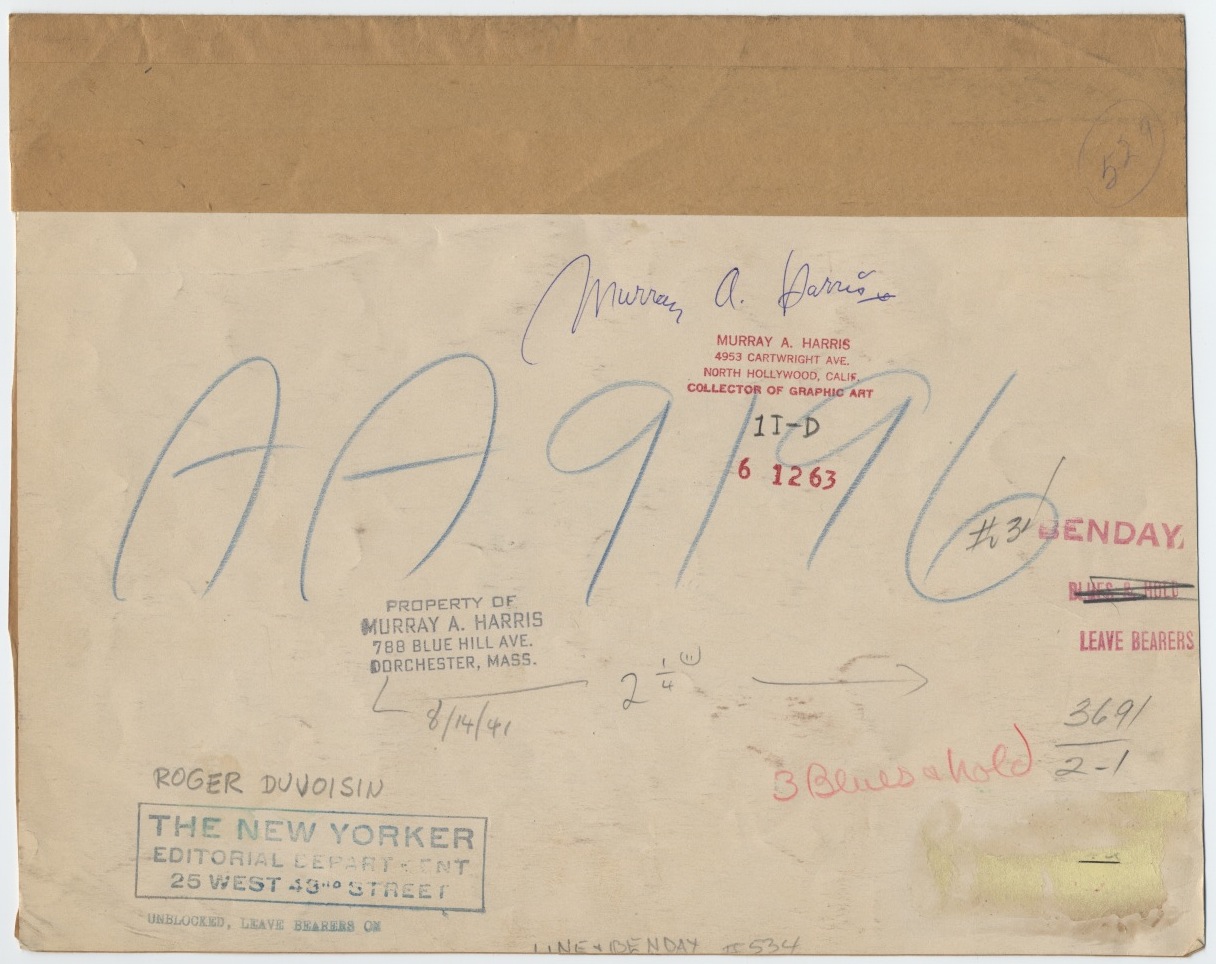 529
Murray A. Harris
MURRAY A. HARRIS
4953 CARTWRIGHT AVE.
NORTH HOLLYWOOD, CALIF.
COLLECTOR OF GRAPHIC ART
AA9196
1I-D
6 1263
#31
BENDAY
BLUES & HOLD
LEAVE BEARERS
PROPERTY OF
MURRAY A. HARRIS
788 BLUE HILL AVE.
DORCHESTER, MASS.
2 1/4
8/14/41
3691
2-1
3 Blues & hold
ROGER DUVOISIN
THE NEW YORKER
EDITORIAL DEPARTMENT
25 WEST 43RD STREET
UNBLOCKED, LEAVE BEARERS ON
LINE & BENDAY #534